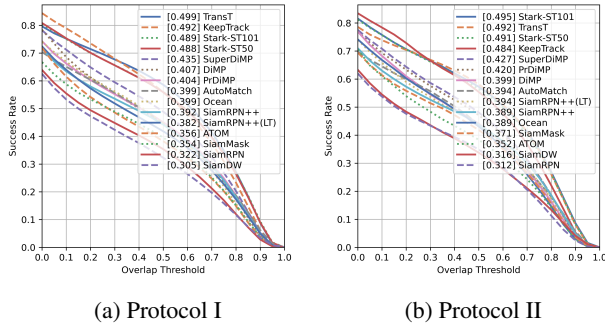 [0.499] TransT
[0.492] KeepTrack
[0.489] Stark-ST101
[0.488] Stark-ST50
[0.435] SuperDiMP
[0.407] DiMP
[0.404] PrDiMP
[0.399] AutoMatch
[0.399] Ocean
[0.392] SiamRPN++
[0.382] SiamRPN++(LT)
[0.356] ATOM
[0.354] SiamMask
[0.322] SiamRPN
[0.305] SiamDW
Success Rate
0.8
0.7
0.6
0.5
0.4
0.3
0.2
0.1
0.0
0.0 0.1 0.2 0.3 0.4 0.5 0.6 0.7 0.8 0.9 1.0
Overlap Threshold
(a) Protocol I
[0.495] Stark-ST101
[0.492] TransT
[0.491] Stark-ST50
[0.484] KeepTrack
[0.427] SuperDiMP
[0.420] PrDiMP
[0.399] DiMP
[0.394] AutoMatch
[0.394] SiamRPN++(LT)
[0.389] SiamRPN++
[0.389] Ocean
[0.371] SiamMask
[0.352] ATOM
[0.316] SiamDW
[0.312] SiamRPN
Success Rate
0.8
0.7
0.6
0.5
0.4
0.3
0.2
0.1
0.0
0.0 0.1 0.2 0.3 0.4 0.5 0.6 0.7 0.8 0.9 1.0
Overlap Threshold
(b) Protocol II